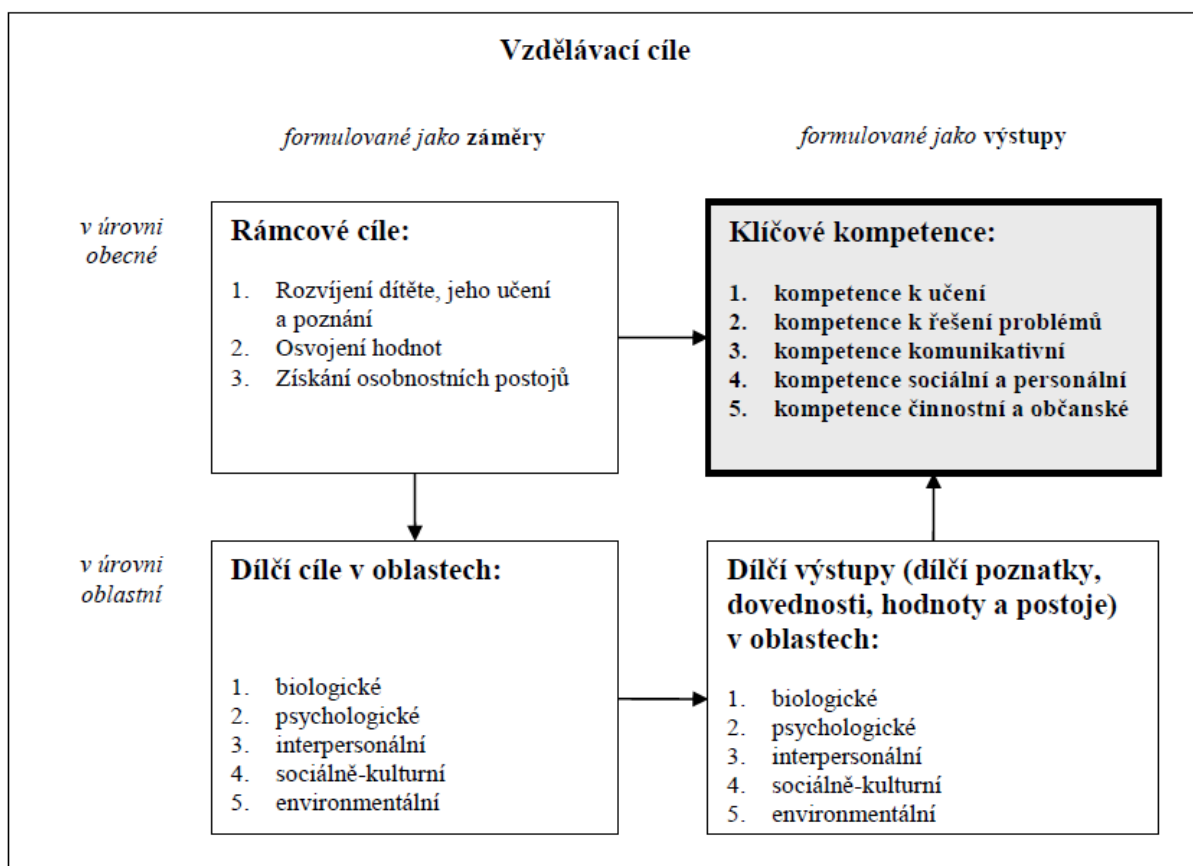 Vzdělávací cíle
formulované jako záměry
formulované jako výstupy
v úrovni
obecné
Rámcové cíle:
1. Rozvíjení dítěte, jeho učení
a poznání
2. Osvojení hodnot
3. Získání osobnostních postojů
Klíčové kompetence:
1. kompetence k učení
2. kompetence k řešení problémů
3. kompetence komunikativní
4. kompetence sociální a personální
5. kompetence činnostní a občanské
v úrovni
oblastní
Dílčí cíle v oblastech:
1. biologické
2. psychologické
3. interpersonální
4. sociálně-kulturní
5. environmentální
Dílčí výstupy (dílčí poznatky,
dovednosti, hodnoty a postoje)
v oblastech:
1. biologické
2. psychologické
3. interpersonální
4. sociálně-kulturní
5. environmentální